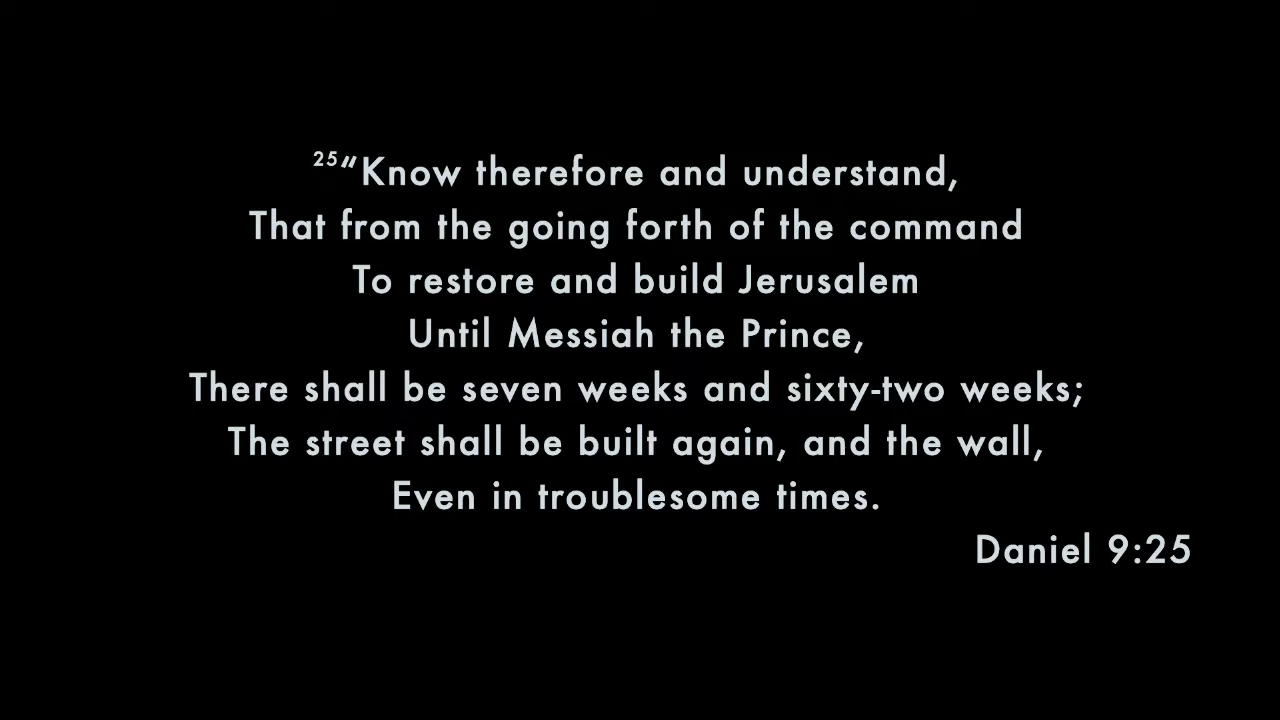 25“Know therefore and understand,
That from the going forth of the command
To restore and build Jerusalem
Until Messiah the Prince,
There shall be seven weeks and sixty-two weeks;
The street shall be built again, and the wall,
Even in troublesome times.
Daniel 9:25